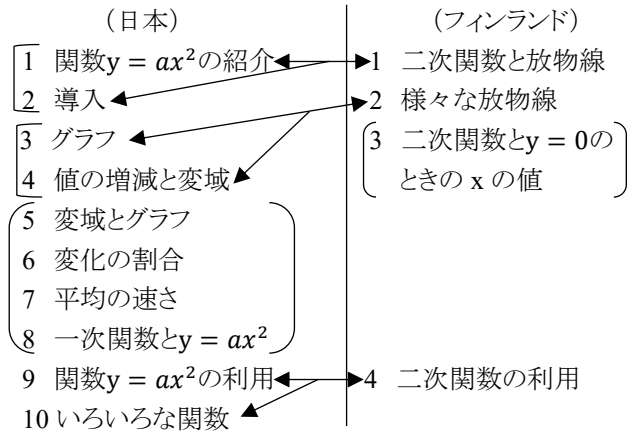 (日本)
1 関数y = ax²の紹介
2 導入
3 グラフ
4 値の増減と変域
5 変域とグラフ
6 変化の割合
7 平均の速さ
8 一次関数とy = ax²
9 関数y = ax²の利用
10 いろいろな関数
(フィンランド)
1 二次関数と放物線
2 様々な放物線
3 二次関数とy = 0の
ときの x の値
4 二次関数の利用